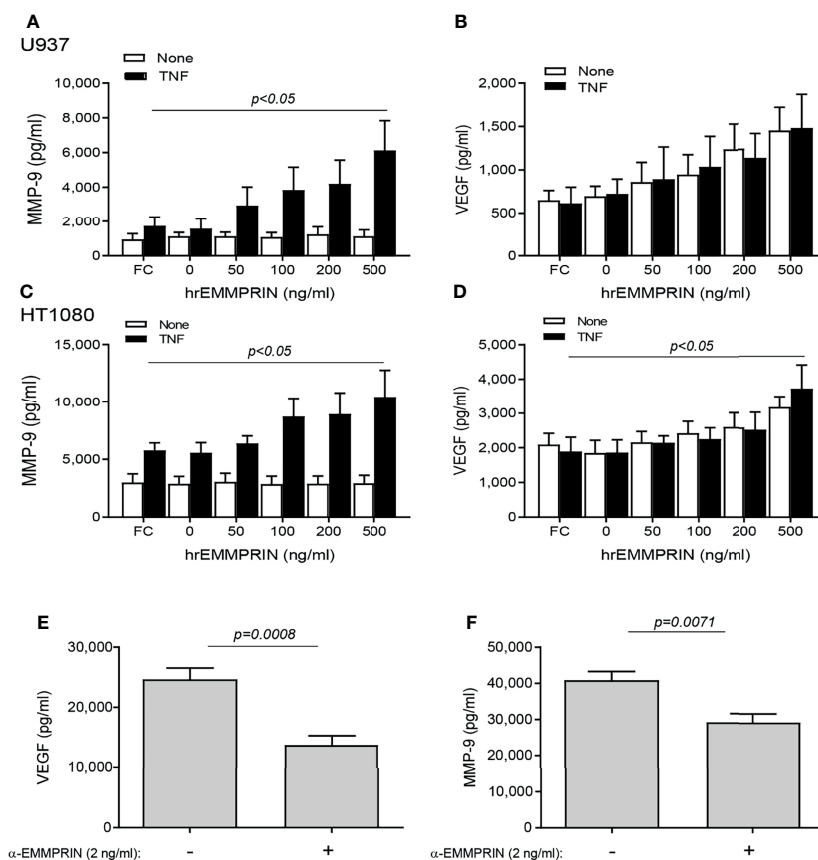 A
U937
None
TNF
p<0.05
10,000
8,000
6,000
4,000
2,000
0
MMP-9 (pg/ml)
FC 0 50 100 200 500
hrEMMPRIN (ng/ml)
B
None
TNF
2,000
1,500
1,000
500
0
VEGF (pg/ml)
FC 0 50 100 200 500
hrEMMPRIN (ng/ml)
C
HT1080
None
TNF
p<0.05
15,000
10,000
5,000
0
MMP-9 (pg/ml)
FC 0 50 100 200 500
hrEMMPRIN (ng/ml)
D
None
TNF
p<0.05
5,000
4,000
3,000
2,000
1,000
0
VEGF (pg/ml)
FC 0 50 100 200 500
hrEMMPRIN (ng/ml)
E
p=0.0008
30,000
20,000
10,000
0
VEGF (pg/ml)
α-EMMPRIN (2 ng/ml): - +
F
p=0.0071
50,000
40,000
30,000
20,000
10,000
0
MMP-9 (pg/ml)
α-EMMPRIN (2 ng/ml): - +